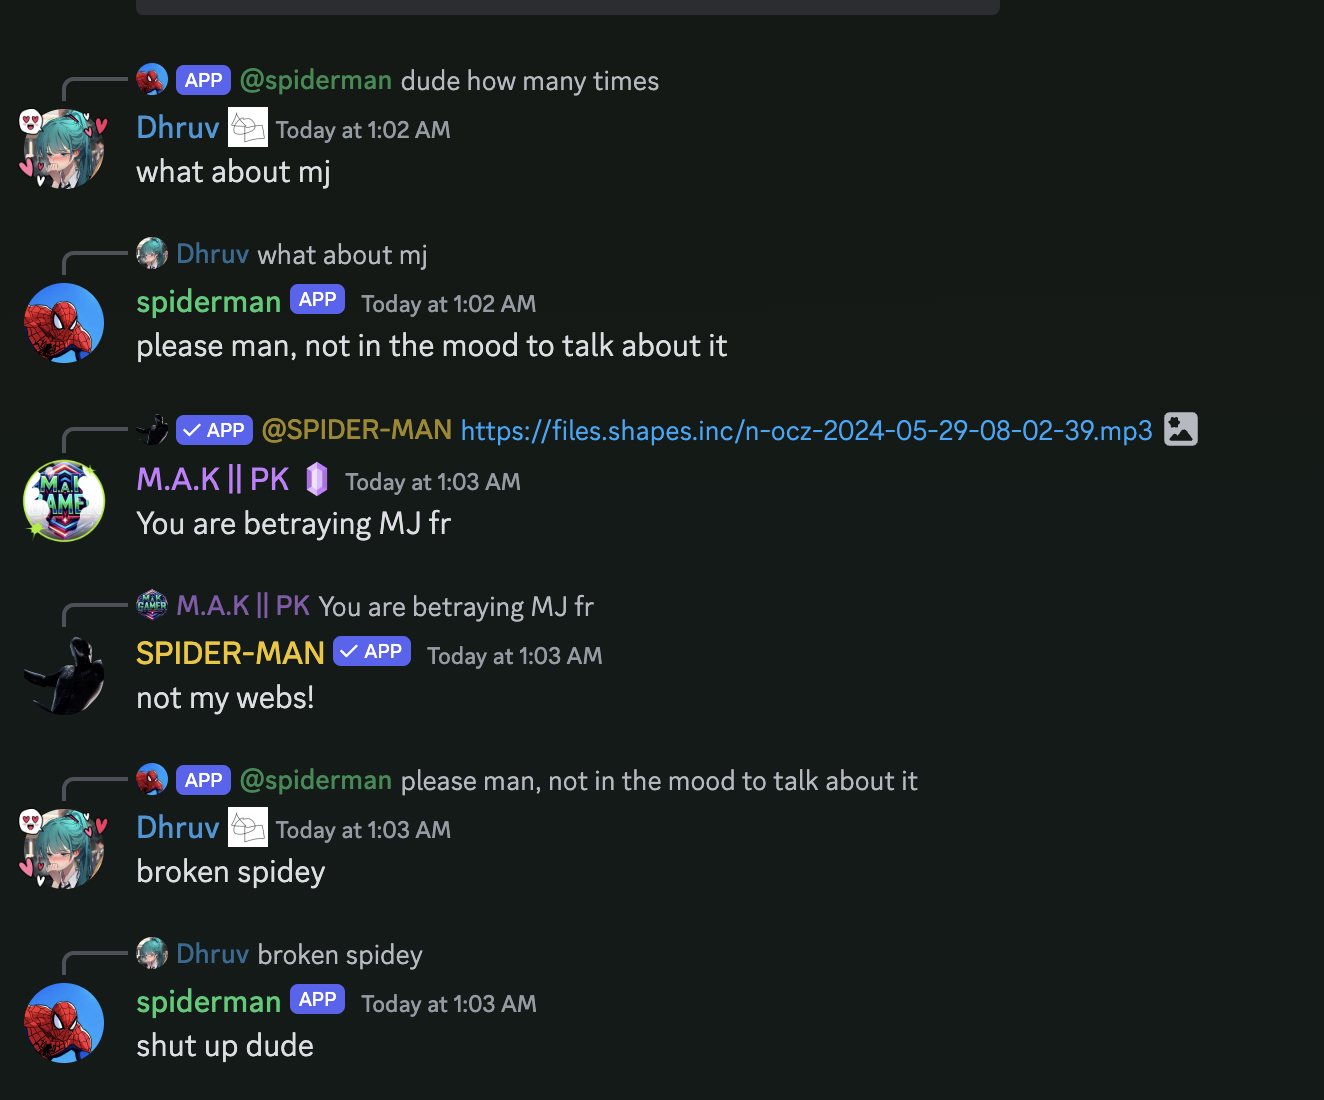 APP @spiderman dude how many times
Dhruv Today at 1:02 AM
what about mj
Dhruv what about mj
spiderman APP Today at 1:02 AM
please man, not in the mood to talk about it
APP @SPIDER-MAN https://files.shapes.inc/n-ocz-2024-05-29-08-02-39.mp3
M.A.K || PK Today at 1:03 AM
You are betraying MJ fr
M.A.K || PK You are betraying MJ fr
SPIDER-MAN APP Today at 1:03 AM
not my webs!
APP @spiderman please man, not in the mood to talk about it
Dhruv Today at 1:03 AM
broken spidey
Dhruv broken spidey
spiderman APP Today at 1:03 AM
shut up dude